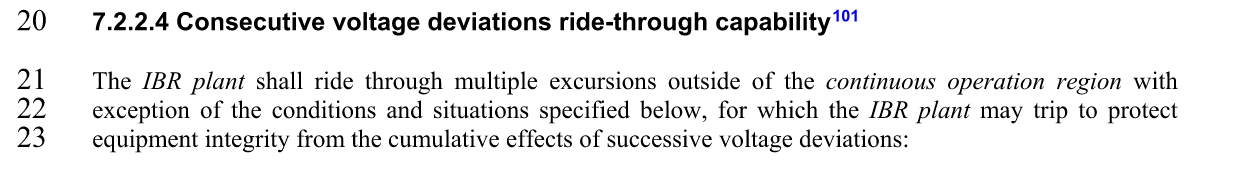 20 7.2.2.4 Consecutive voltage deviations ride-through capability101
21 The IBR plant shall ride through multiple excursions outside of the continuous operation region with
22 exception of the conditions and situations specified below, for which the IBR plant may trip to protect
23 equipment integrity from the cumulative effects of successive voltage deviations: